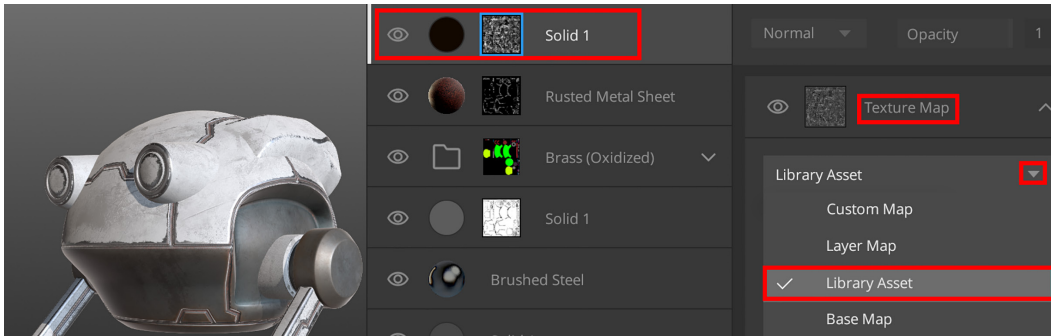 Solid 1
Rusted Metal Sheet
Brass (Oxidized)
Solid 1
Brushed Steel
Normal
Opacity
1
Texture Map
Library Asset
Custom Map
Layer Map
Library Asset
Base Map